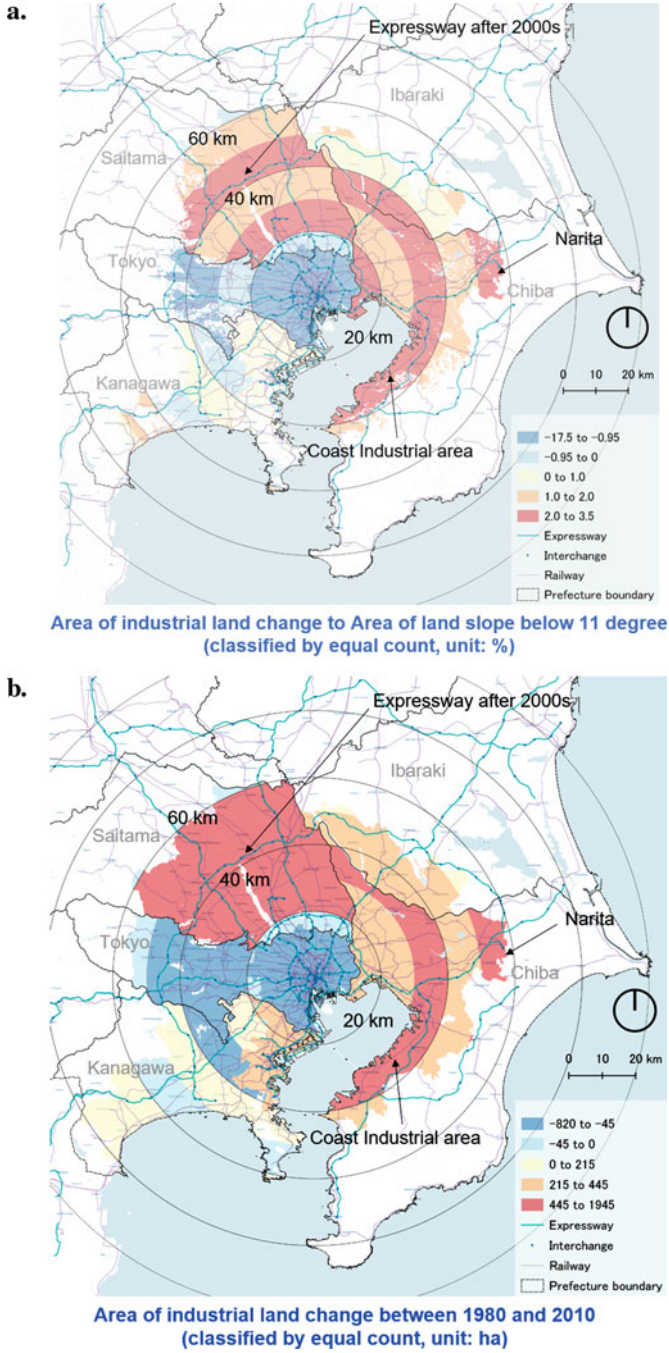 a.
Expressway after 2000s
Ibaraki
60 km
Saitama
40 km
Narita
Tokyo
Chiba
20 km
Kanagawa
0 10 20 km
Coast Industrial area
-17.5 to -0.95
-0.95 to 0
0 to 1.0
1.0 to 2.0
2.0 to 3.5
Expressway
Interchange
Railway
Prefecture boundary
Area of industrial land change to Area of land slope below 11 degree
(classified by equal count, unit: %)
b.
Expressway after 2000s
Ibaraki
60 km
Saitama
40 km
Narita
Tokyo
Chiba
20 km
Kanagawa
0 10 20 km
Coast Industrial area
-820 to -45
-45 to 0
0 to 215
215 to 445
445 to 1945
Expressway
Interchange
Railway
Prefecture boundary
Area of industrial land change between 1980 and 2010
(classified by equal count, unit: ha)